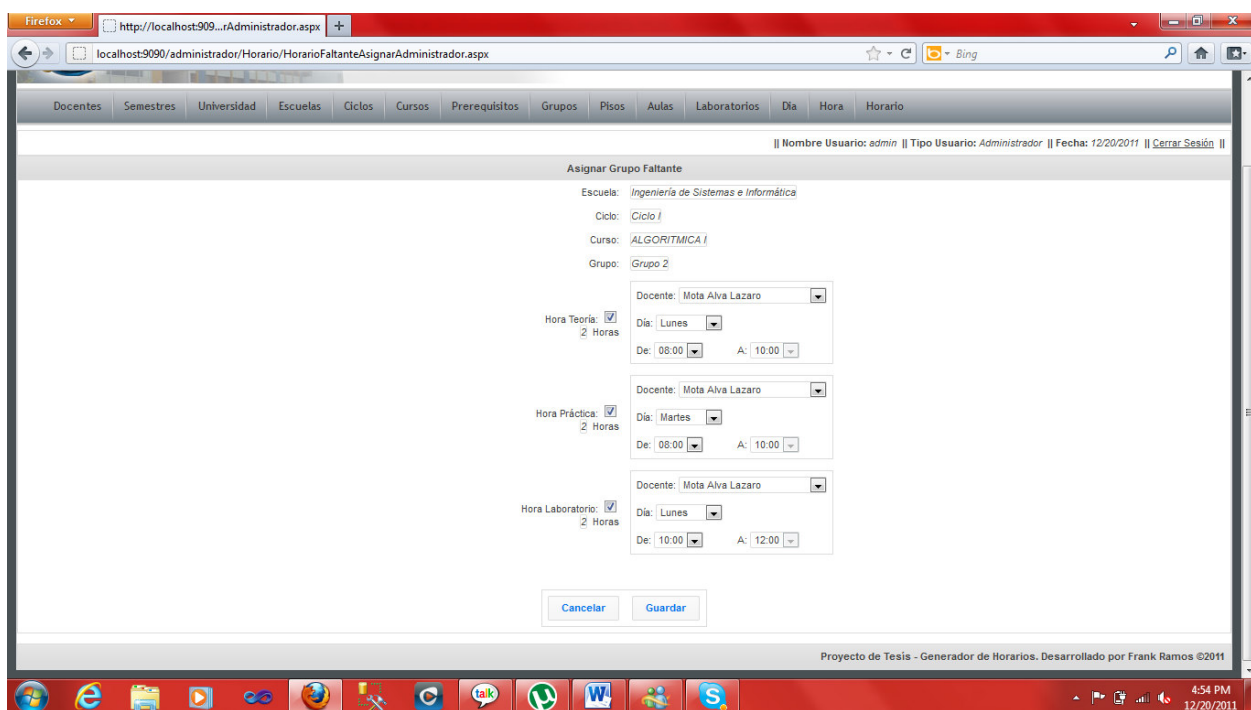 Firefox
http://localhost:909...rAdministrador.aspx
localhost:9090/administrador/Horario/HorarioFaltanteAsignarAdministrador.aspx
Bing
Docentes Semestres Universidad Escuelas Ciclos Cursos Prerequisitos Grupos Pisos Aulas Laboratorios Día Hora Horario
|| Nombre Usuario: admin || Tipo Usuario: Administrador || Fecha: 12/20/2011 || Cerrar Sesión ||
Asignar Grupo Faltante
Escuela: Ingeniería de Sistemas e Informática
Ciclo: Ciclo I
Curso: ALGORITMICA I
Grupo: Grupo 2
Hora Teoría:
2 Horas
Docente: Mota Alva Lazaro
Día: Lunes
De: 08:00 A: 10:00
Hora Práctica:
2 Horas
Docente: Mota Alva Lazaro
Día: Martes
De: 08:00 A: 10:00
Hora Laboratorio:
2 Horas
Docente: Mota Alva Lazaro
Día: Lunes
De: 10:00 A: 12:00
Cancelar Guardar
Proyecto de Tesis - Generador de Horarios. Desarrollado por Frank Ramos ©2011
talk
4:54 PM
12/20/2011